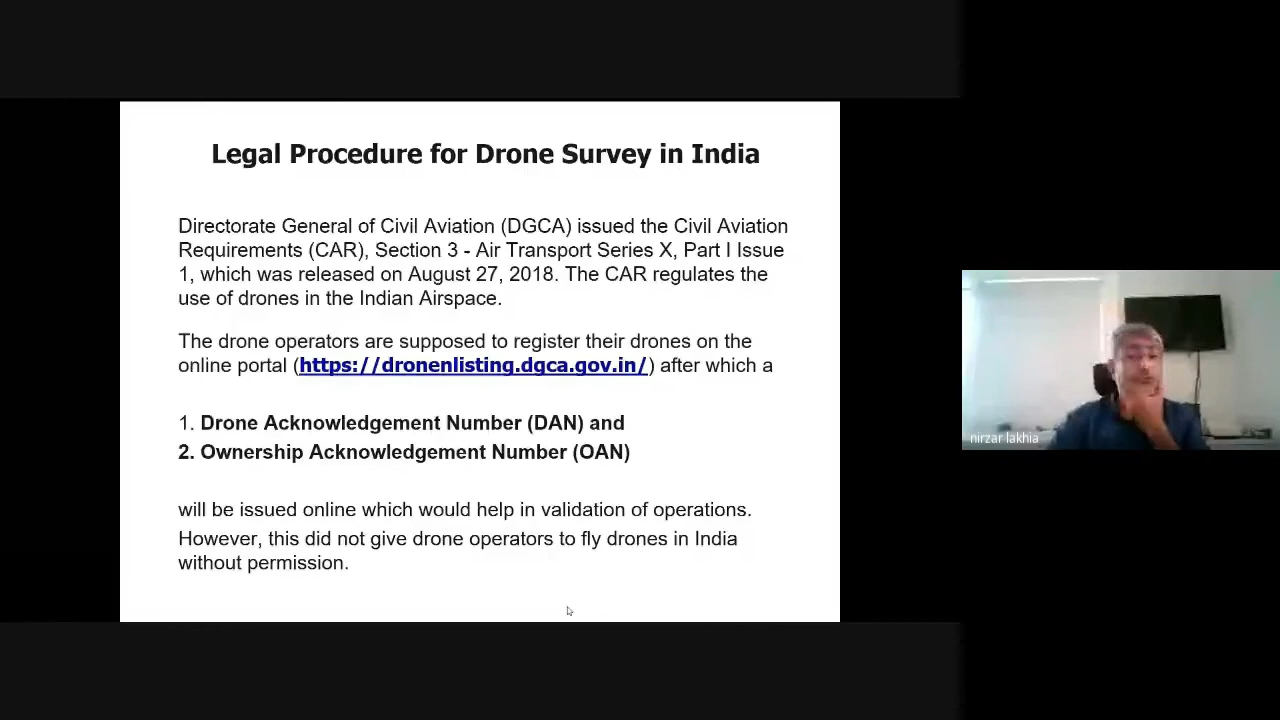 Legal Procedure for Drone Survey in India
Directorate General of Civil Aviation (DGCA) issued the Civil Aviation
Requirements (CAR), Section 3 - Air Transport Series X, Part I Issue
1, which was released on August 27, 2018. The CAR regulates the
use of drones in the Indian Airspace.
The drone operators are supposed to register their drones on the
online portal (https://dronenlisting.dgca.gov.in/) after which a
1. Drone Acknowledgement Number (DAN) and
2. Ownership Acknowledgement Number (OAN)
will be issued online which would help in validation of operations.
However, this did not give drone operators to fly drones in India
without permission.
nirzar lakhia